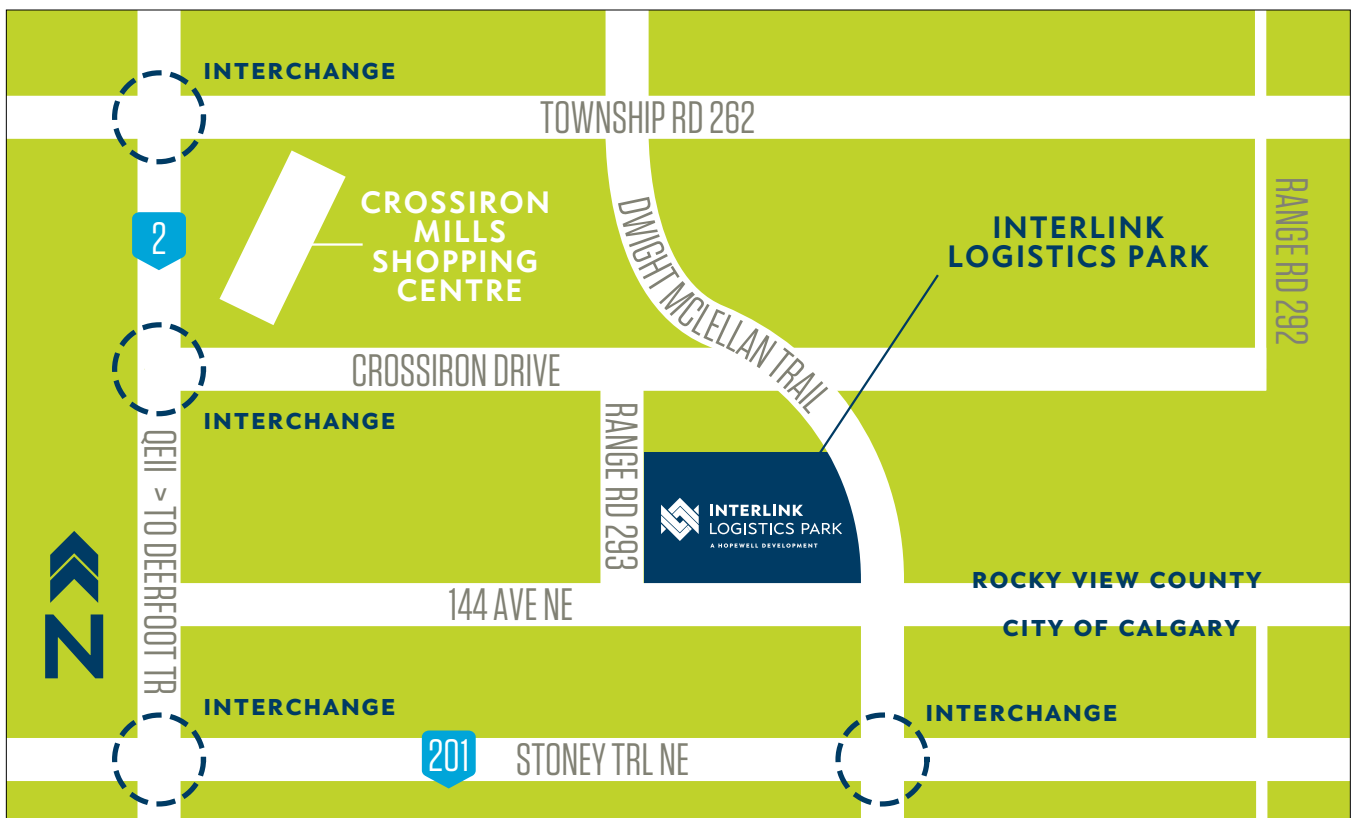 INTERCHANGE
TOWNSHIP RD 262
CROSSIRON
MILLS
SHOPPING
CENTRE
2
DWIGHT MCLELLAN TRAIL
INTERLINK
LOGISTICS PARK
RANGE RD 292
CROSSIRON DRIVE
INTERCHANGE
QEII > TO DEERFOOT TR
RANGE RD 293
INTERLINK
LOGISTICS PARK
A HOPEWELL DEVELOPMENT
N
144 AVE NE
ROCKY VIEW COUNTY
CITY OF CALGARY
INTERCHANGE
INTERCHANGE
201
STONEY TRL NE